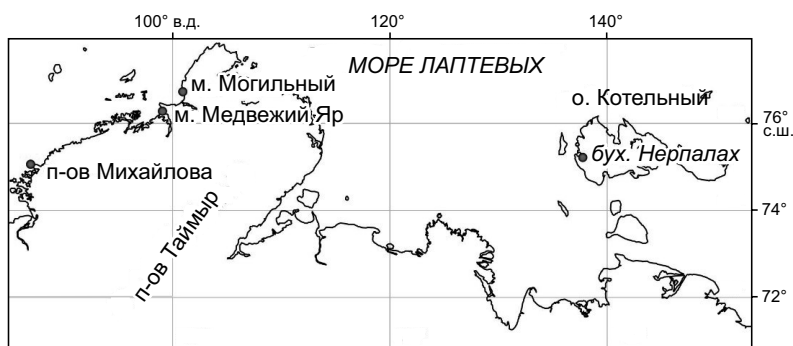 100° в.д.
120°
140°
МОРЕ ЛАПТЕВЫХ
м. Могильный
о. Котельный
м. Медвежий Яр
76°
с.ш.
бух. Нерпалах
п-ов Михайлова
74°
п-ов Таймыр
72°